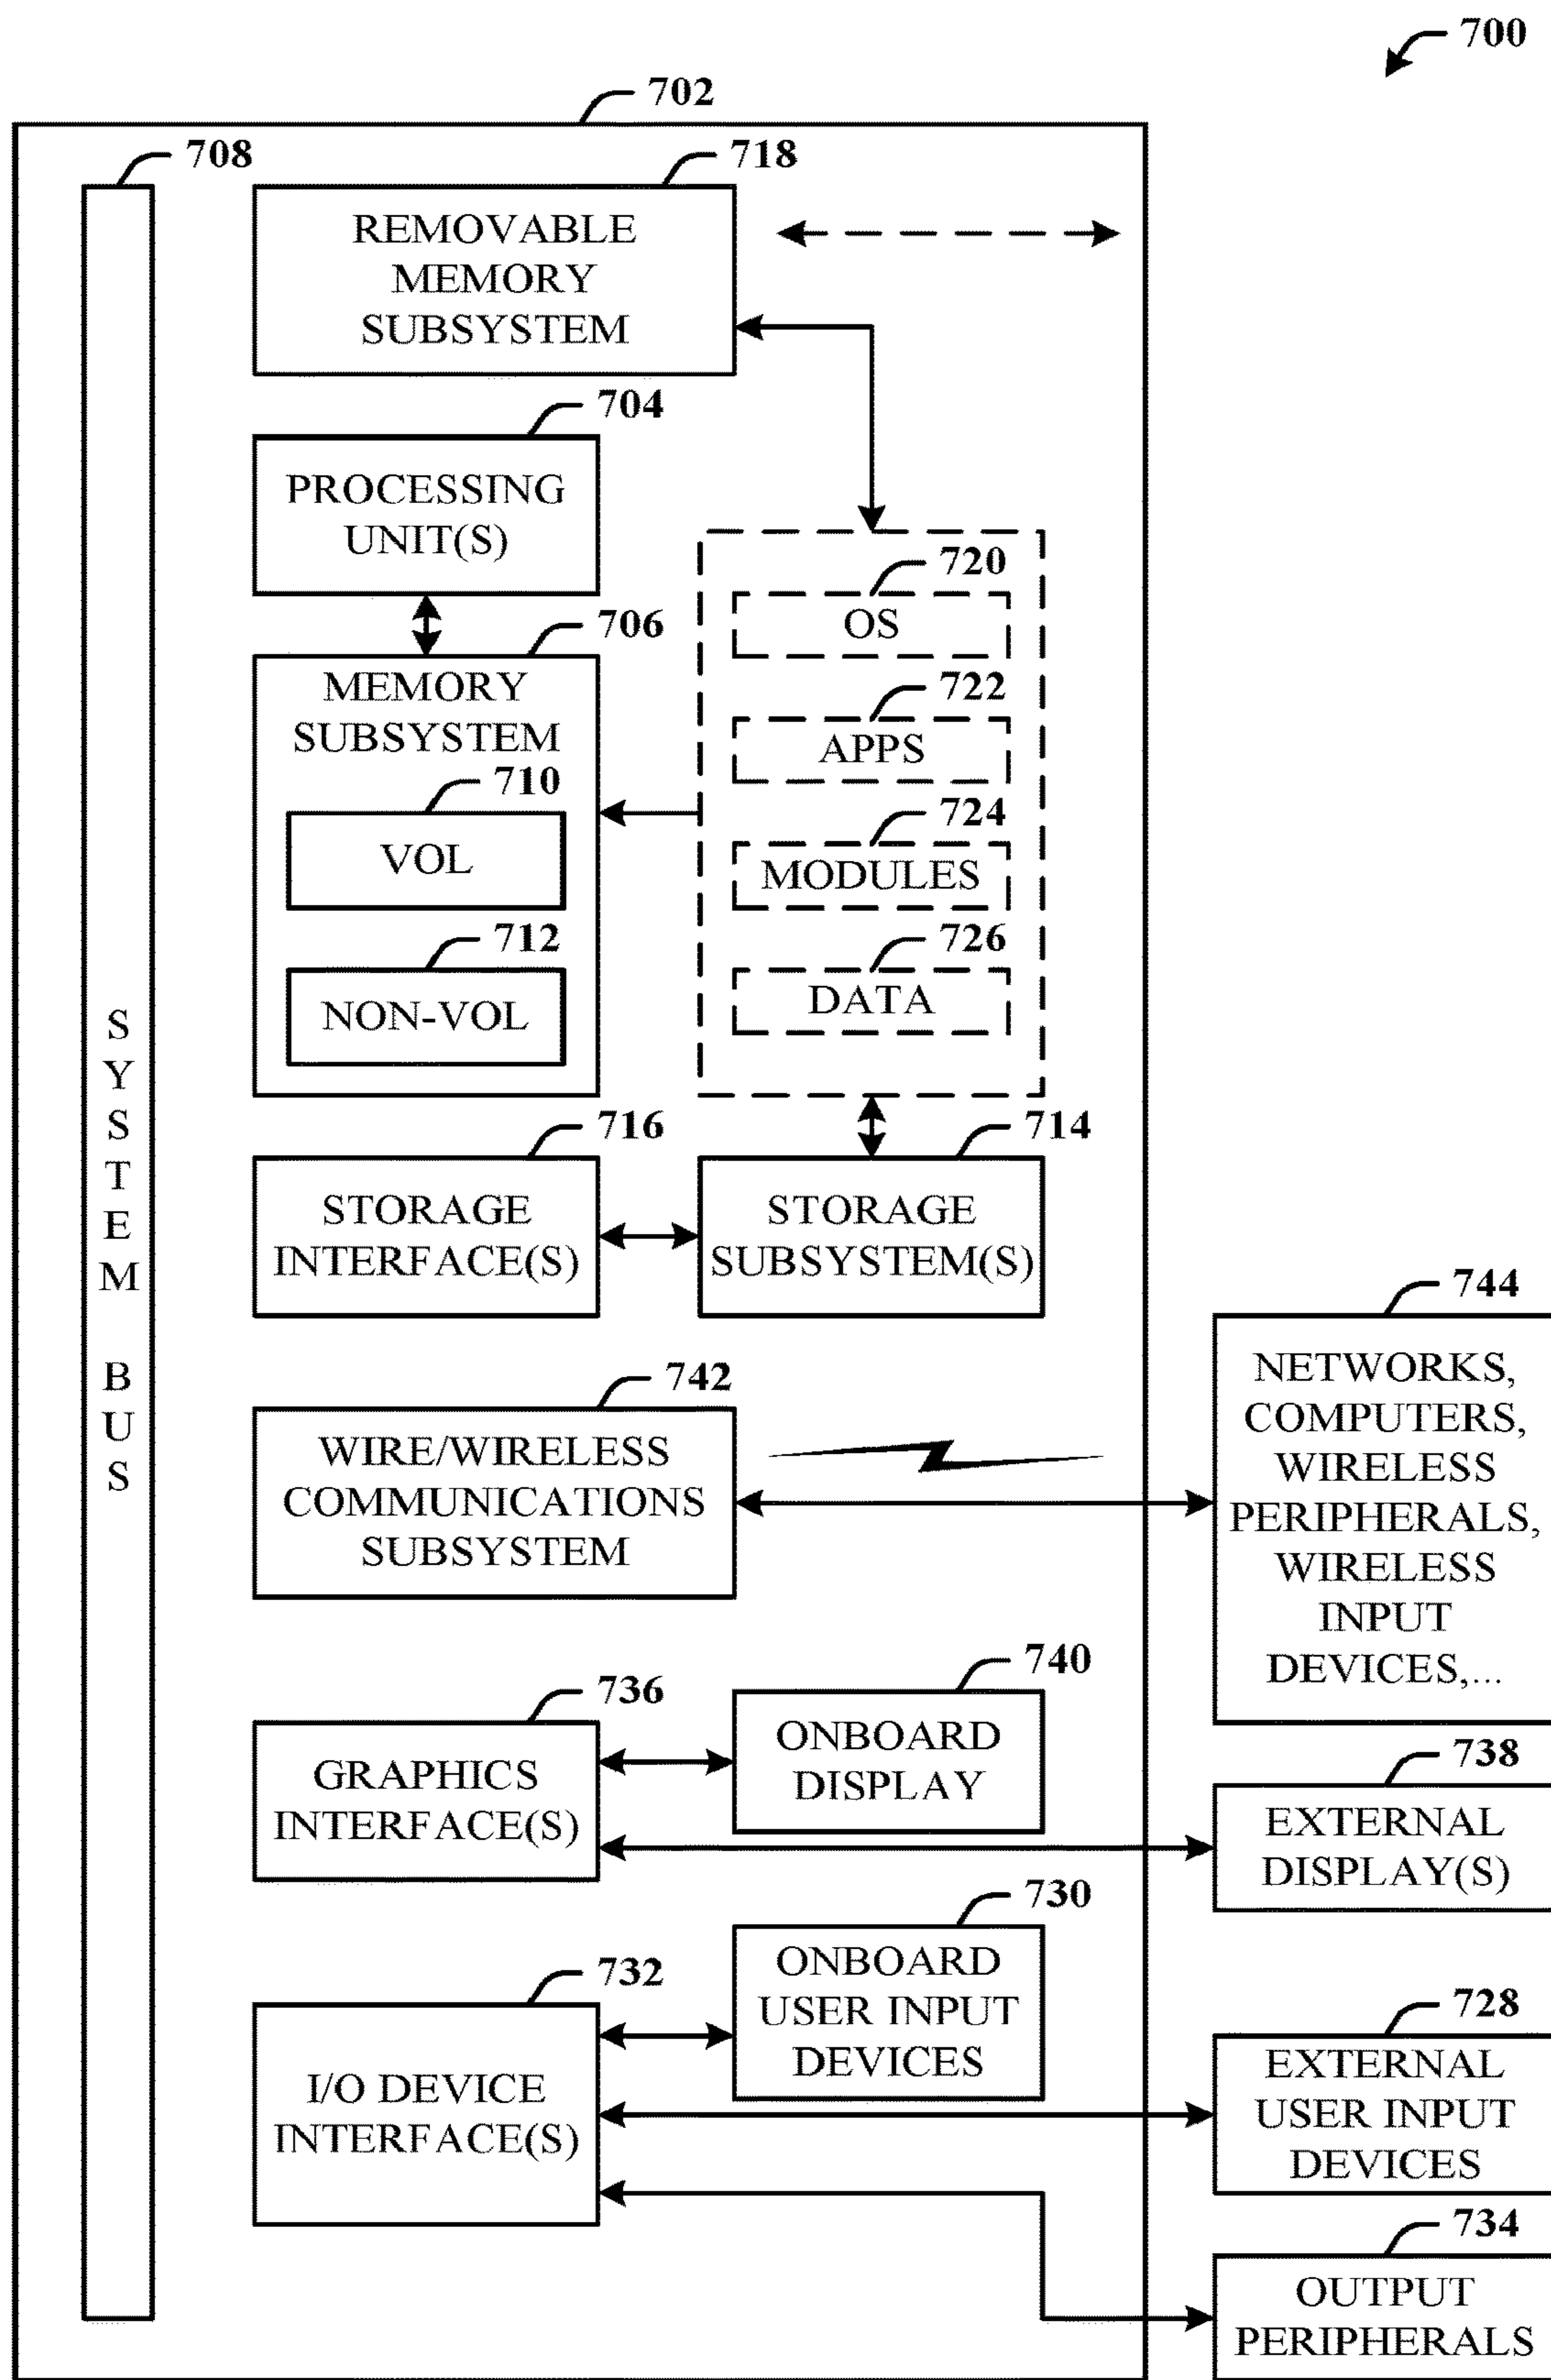 700
702
708
718
REMOVABLE
MEMORY
SUBSYSTEM
704
PROCESSING
UNIT(S)
706
MEMORY
SUBSYSTEM
710
VOL
712
NON-VOL
720
OS
722
APPS
724
MODULES
726
DATA
716
STORAGE
INTERFACE(S)
714
STORAGE
SUBSYSTEM(S)
SYSTEM BUS
742
WIRE/WIRELESS
COMMUNICATIONS
SUBSYSTEM
744
NETWORKS,
COMPUTERS,
WIRELESS
PERIPHERALS,
WIRELESS
INPUT
DEVICES,...
736
GRAPHICS
INTERFACE(S)
740
ONBOARD
DISPLAY
738
EXTERNAL
DISPLAY(S)
732
I/O DEVICE
INTERFACE(S)
730
ONBOARD
USER INPUT
DEVICES
728
EXTERNAL
USER INPUT
DEVICES
734
OUTPUT
PERIPHERALS